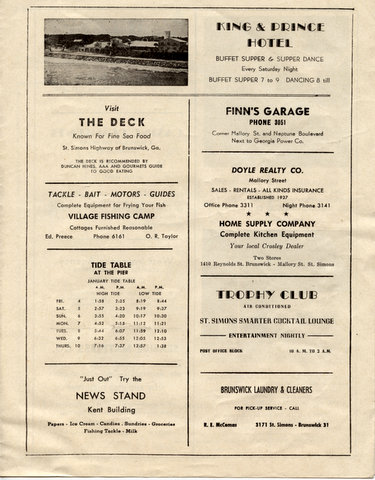 KING & PRINCE
HOTEL
BUFFET SUPPER & SUPPER DANCE
Every Saturday Night
BUFFET SUPPER 7 to 9 DANCING 8 till
Visit
THE DECK
Known For Fine Sea Food
St. Simons Highway of Brunswick, Ga.
THE DECK IS RECOMMENDED BY
DUNCAN HINES, AAA AND GOURMETS GUIDE
TO GOOD EATING
TACKLE - BAIT - MOTORS - GUIDES
Complete Equipment for Frying Your Fish
VILLAGE FISHING CAMP
Cottages Furnished Reasonable
Ed. Preece Phone 6161 O. R. Taylor
TIDE TABLE
AT THE PIER
JANUARY TIDE TABLE
A.M. P.M. A.M. P.M.
HIGH TIDE LOW TIDE
FRI. 4 1-58 2-25 8-19 8-44
SAT. 5 2-57 3-23 9-19 9-37
SUN. 6 3-55 4-20 10-17 10-30
MON. 7 4-52 5-15 11-12 11-21
TUES. 8 5-44 6-07 11-59 12-10
WED. 9 6-32 6-55 12-05 12-53
THURS. 10 7-16 7-37 12-57 1-38
"Just Out" Try the
NEWS STAND
Kent Building
Papers - Ice Cream - Candies - Sundries - Groceries
Fishing Tackle - Milk
FINN'S GARAGE
PHONE 3051
Corner Mallory St. and Neptune Boulevard
Next to Georgia Power Co.
DOYLE REALTY CO.
Mallory Street
SALES - RENTALS - ALL KINDS INSURANCE
ESTABLISHED 1927
Office Phone 3311 Night Phone 3141
★ ★ ★
HOME SUPPLY COMPANY
Complete Kitchen Equipment
Your local Crosley Dealer
Two Stores
1410 Reynolds St. Brunswick - Mallory St. St. Simons
TROPHY CLUB
AIR CONDITIONED
ST. SIMONS SMARTER COCKTAIL LOUNGE
ENTERTAINMENT NIGHTLY
POST OFFICE BLOCK 10 A. M. TO 2 A. M.
BRUNSWICK LAUNDRY & CLEANERS
FOR PICK-UP SERVICE - CALL
R. E. McComas 3171 St. Simons - Brunswick 31